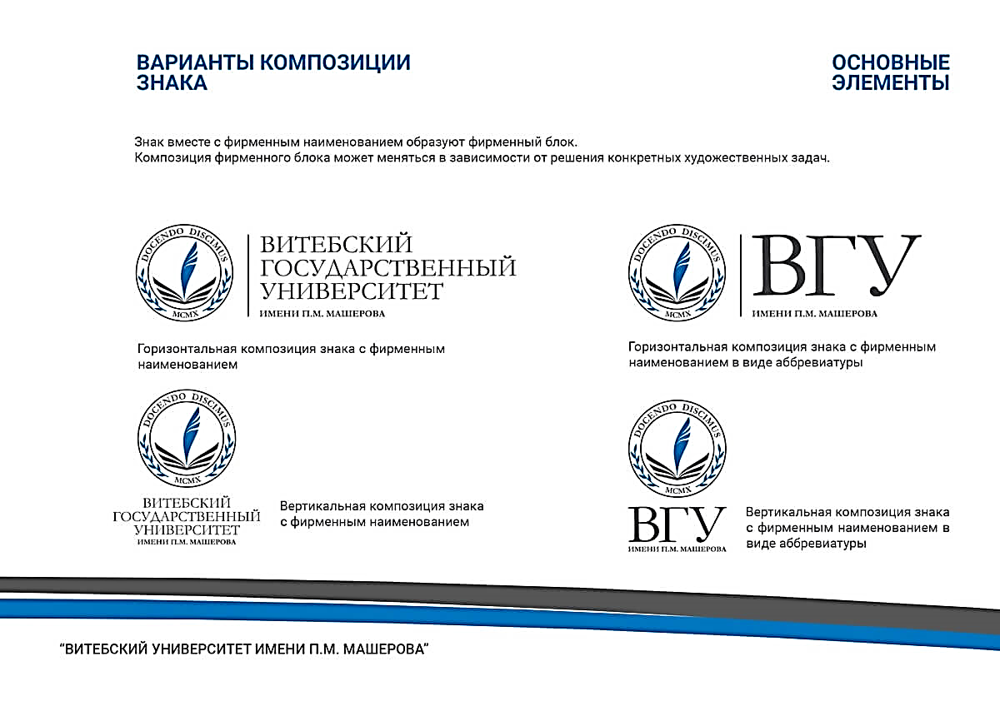 ВАРИАНТЫ КОМПОЗИЦИИ
ЗНАКА
ОСНОВНЫЕ
ЭЛЕМЕНТЫ
Знак вместе с фирменным наименованием образуют фирменный блок.
Композиция фирменного блока может меняться в зависимости от решения конкретных художественных задач.
DOCENDO DISCIMUS
MCMX
ВИТЕБСКИЙ
ГОСУДАРСТВЕННЫЙ
УНИВЕРСИТЕТ
ИМЕНИ П.М. МАШЕРОВА
Горизонтальная композиция знака с фирменным
наименованием
DOCENDO DISCIMUS
MCMX
ВГУ
ИМЕНИ П.М. МАШЕРОВА
Горизонтальная композиция знака с фирменным
наименованием в виде аббревиатуры
DOCENDO DISCIMUS
MCMX
ВИТЕБСКИЙ
ГОСУДАРСТВЕННЫЙ
УНИВЕРСИТЕТ
ИМЕНИ П.М. МАШЕРОВА
Вертикальная композиция знака
с фирменным наименованием
DOCENDO DISCIMUS
MCMX
ВГУ
ИМЕНИ П.М. МАШЕРОВА
Вертикальная композиция знака
с фирменным наименованием в
виде аббревиатуры
“ВИТЕБСКИЙ УНИВЕРСИТЕТ ИМЕНИ П.М. МАШЕРОВА”